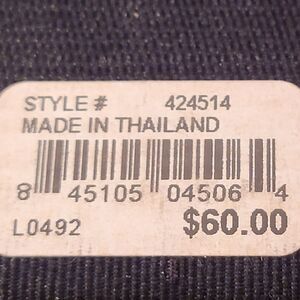 STYLE # 424514
MADE IN THAILAND
8 45105 04506 4
L0492 $60.00